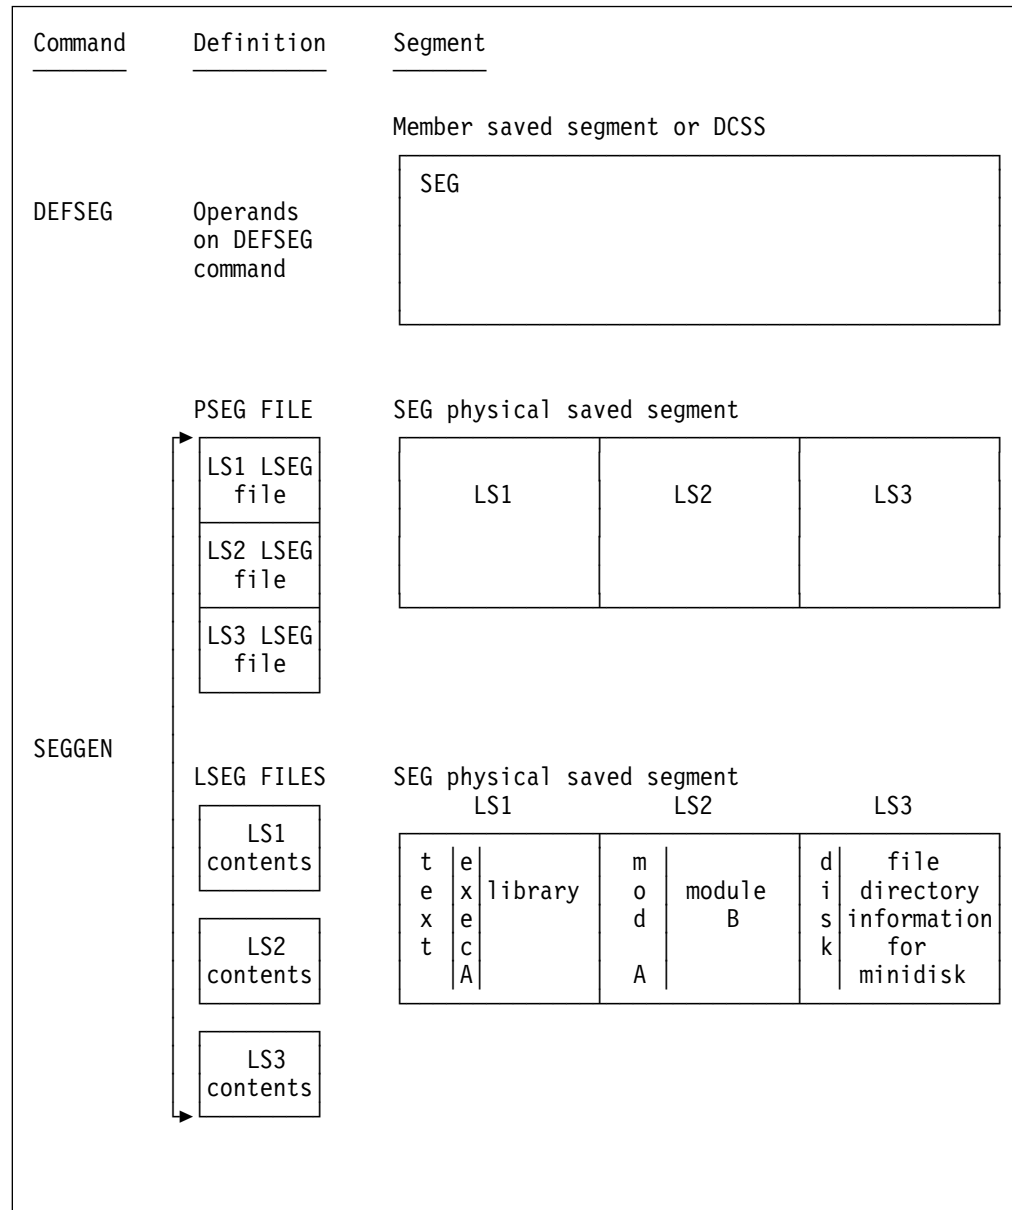 Command Definition Segment
Member saved segment or DCSS
SEG
DEFSEG Operands
on DEFSEG
command
PSEG FILE SEG physical saved segment
LS1 LSEG
file
LS1 LS2 LS3
LS2 LSEG
file
LS3 LSEG
file
SEGGEN
LSEG FILES SEG physical saved segment
LS1 LS2 LS3
LS1
contents
t e m d file
e x library o module i directory
x e d B s information
t c k for
A A minidisk
LS2
contents
LS3
contents